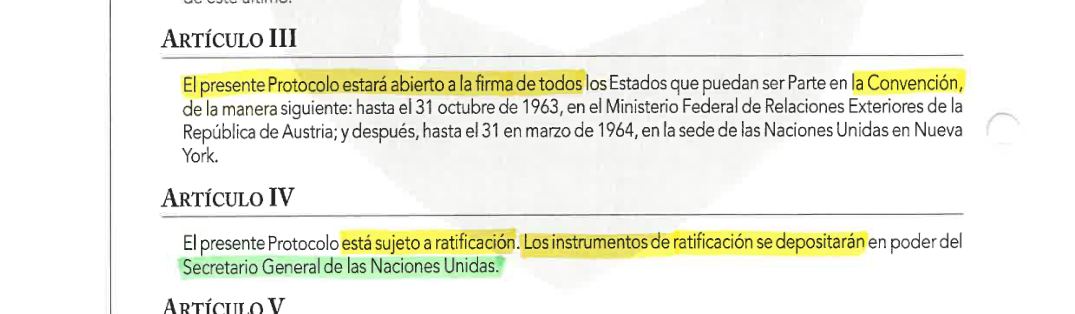 de este último.
ARTÍCULO III
El presente Protocolo estará abierto a la firma de todos los Estados que puedan ser Parte en la Convención,
de la manera siguiente: hasta el 31 octubre de 1963, en el Ministerio Federal de Relaciones Exteriores de la
República de Austria; y después, hasta el 31 en marzo de 1964, en la sede de las Naciones Unidas en Nueva
York.
ARTÍCULO IV
El presente Protocolo está sujeto a ratificación. Los instrumentos de ratificación se depositarán en poder del
Secretario General de las Naciones Unidas.
ARTÍCULO V